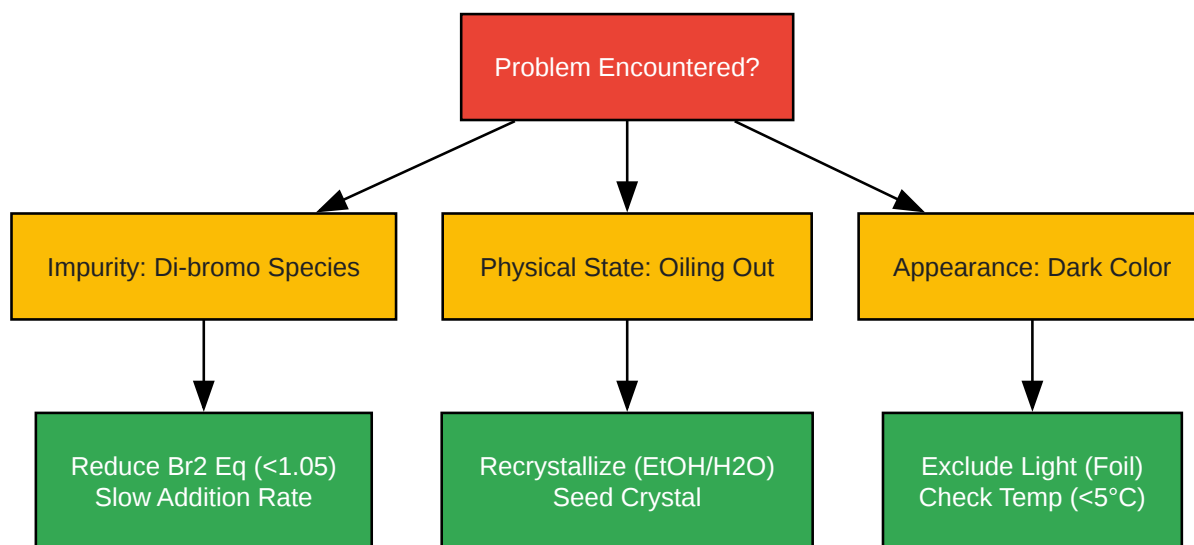 Problem Encountered?
Impurity: Di-bromo Species
Physical State: Oiling Out
Appearance: Dark Color
Reduce Br2 Eq (<1.05)
Slow Addition Rate
Recrystallize (EtOH/H2O)
Seed Crystal
Exclude Light (Foil)
Check Temp (<5°C)